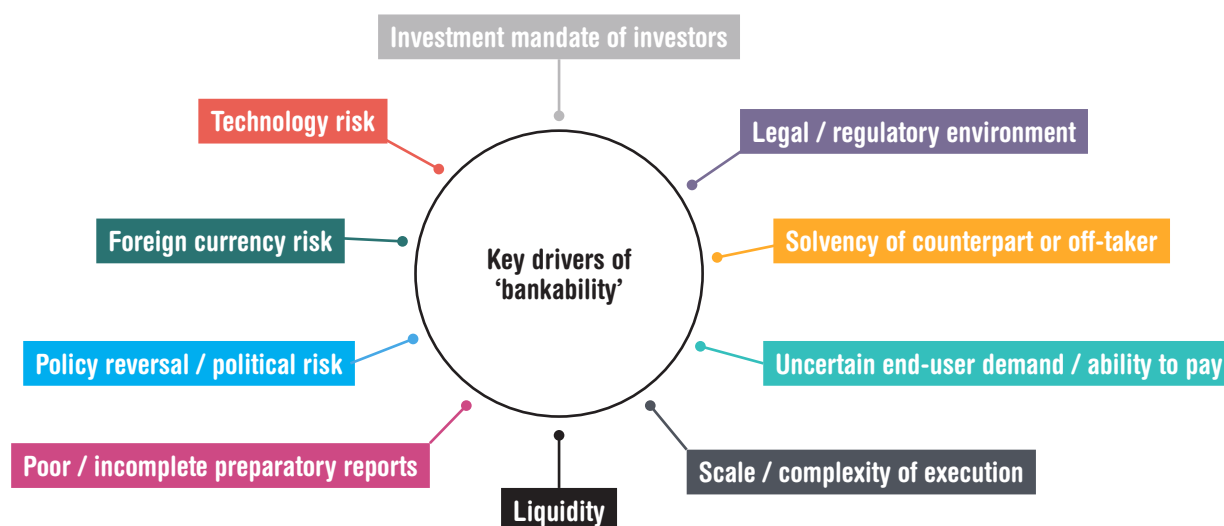 Investment mandate of investors
Technology risk
Legal / regulatory environment
Foreign currency risk
Solvency of counterpart or off-taker
Key drivers of
‘bankability’
Policy reversal / political risk
Uncertain end-user demand / ability to pay
Poor / incomplete preparatory reports
Scale / complexity of execution
Liquidity